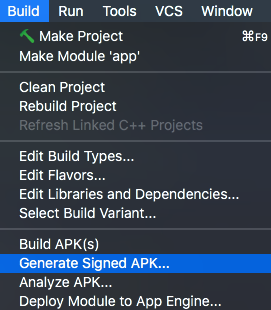 Build Run Tools VCS Window
Make Project ⌘F9
Make Module 'app'
Clean Project
Rebuild Project
Refresh Linked C++ Projects
Edit Build Types...
Edit Flavors...
Edit Libraries and Dependencies...
Select Build Variant...
Build APK(s)
Generate Signed APK...
Analyze APK...
Deploy Module to App Engine...